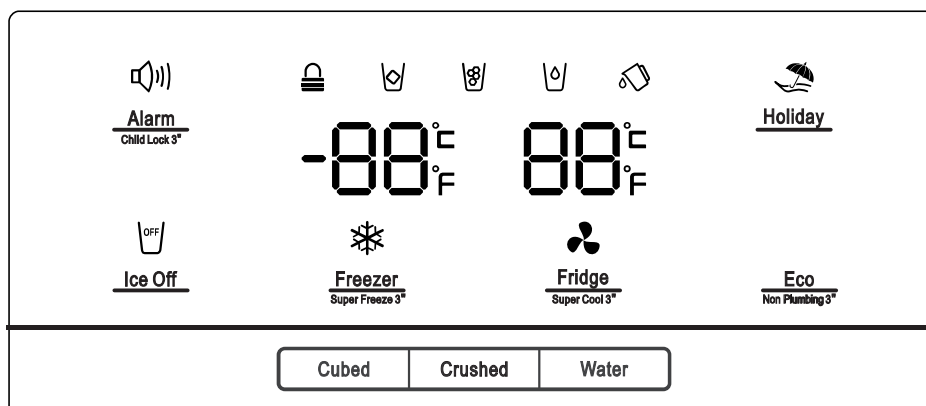 Alarm
Child Lock 3"
Holiday
-88°C
°F
88°C
°F
OFF
Ice Off
Freezer
Super Freeze 3"
Fridge
Super Cool 3"
Eco
Non Plumbing 3"
Cubed
Crushed
Water